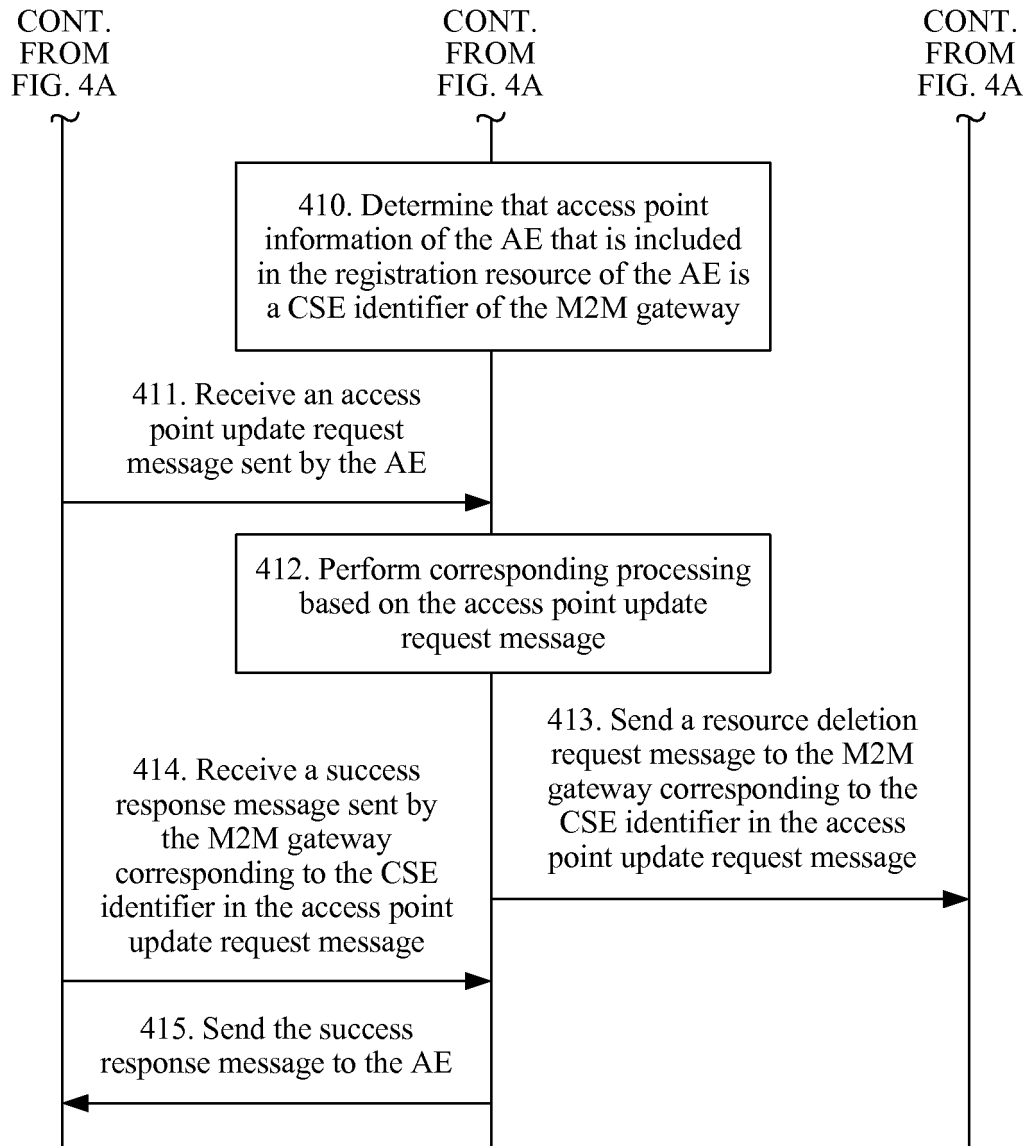 CONT.
FROM
FIG. 4A
CONT.
FROM
FIG. 4A
CONT.
FROM
FIG. 4A
410. Determine that access point
information of the AE that is included
in the registration resource of the AE is
a CSE identifier of the M2M gateway
411. Receive an access
point update request
message sent by the AE
412. Perform corresponding processing
based on the access point update
request message
413. Send a resource deletion
request message to the M2M
gateway corresponding to the
CSE identifier in the access
point update request message
414. Receive a success
response message sent by
the M2M gateway
corresponding to the CSE
identifier in the access point
update request message
415. Send the success
response message to the AE